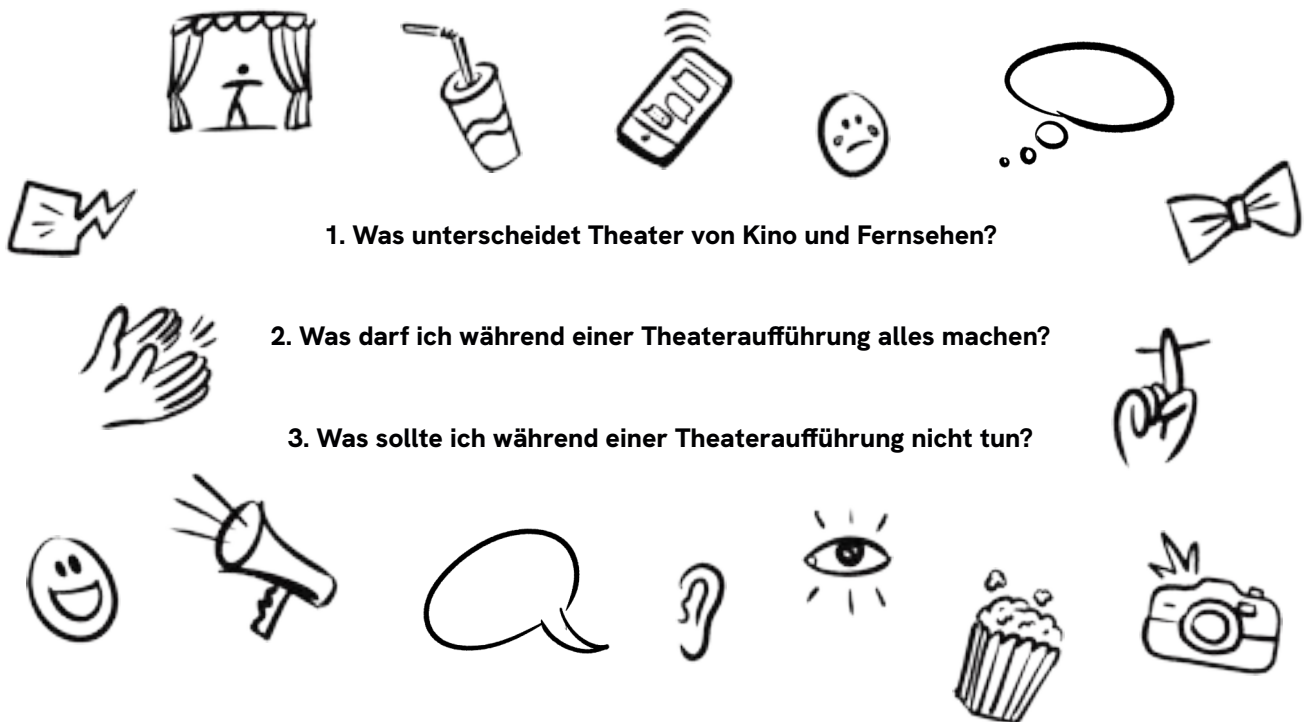 1. Was unterscheidet Theater von Kino und Fernsehen?
2. Was darf ich während einer Theateraufführung alles machen?
3. Was sollte ich während einer Theateraufführung nicht tun?